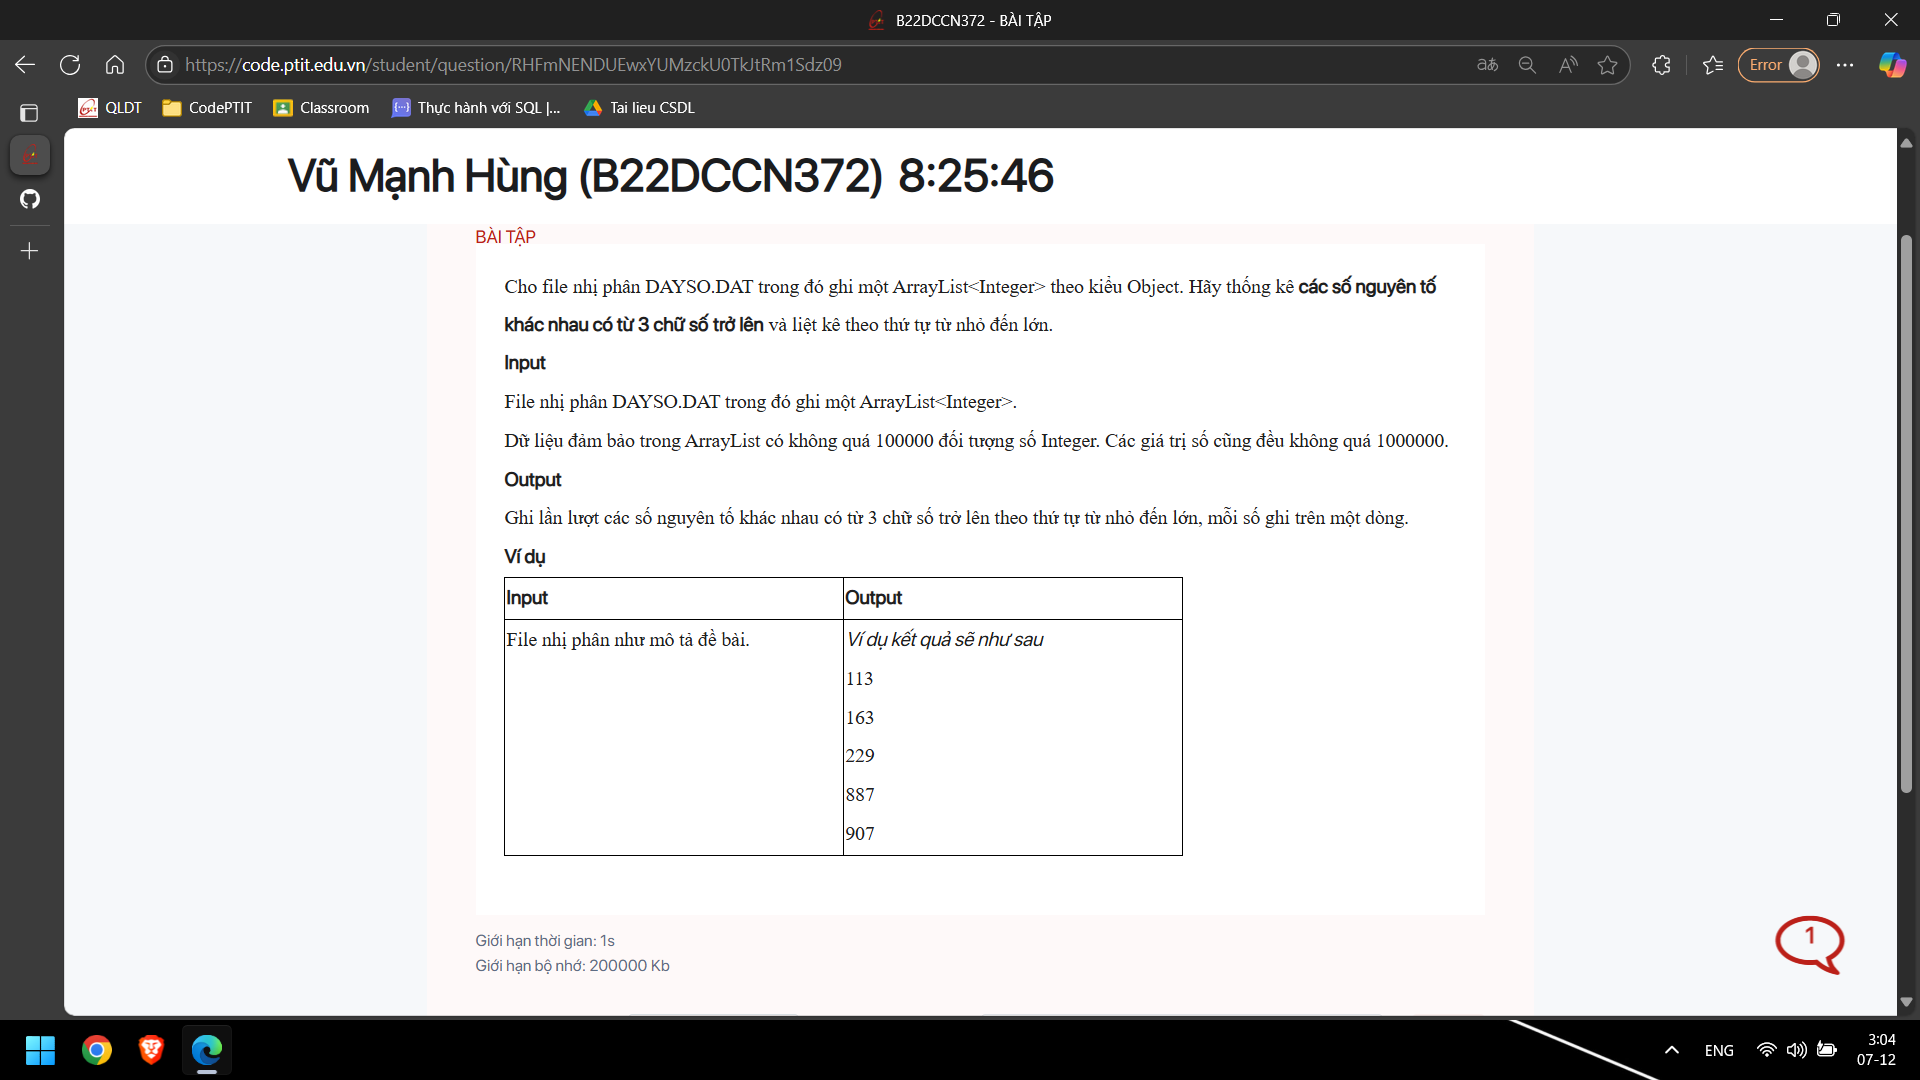 B22DCCN372 - BÀI TẬP
https://code.ptit.edu.vn/student/question/RHFmNENDUEwxYUMzckU0TkJtRm1Sdz09
aあ
A
Error
QLDT
CodePTIT
Classroom
Thực hành với SQL |...
Tai lieu CSDL
Vũ Mạnh Hùng (B22DCCN372) 8:25:46
BÀI TẬP
Cho file nhị phân DAYSO.DAT trong đó ghi một ArrayList<Integer> theo kiểu Object. Hãy thống kê các số nguyên tố
khác nhau có từ 3 chữ số trở lên và liệt kê theo thứ tự từ nhỏ đến lớn.
Input
File nhị phân DAYSO.DAT trong đó ghi một ArrayList<Integer>.
Dữ liệu đảm bảo trong ArrayList có không quá 100000 đối tượng số Integer. Các giá trị số cũng đều không quá 1000000.
Output
Ghi lần lượt các số nguyên tố khác nhau có từ 3 chữ số trở lên theo thứ tự từ nhỏ đến lớn, mỗi số ghi trên một dòng.
Ví dụ
Input Output
File nhị phân như mô tả đề bài. Ví dụ kết quả sẽ như sau
113
163
229
887
907
Giới hạn thời gian: 1s
Giới hạn bộ nhớ: 200000 Kb
1
ENG
3:04
07-12